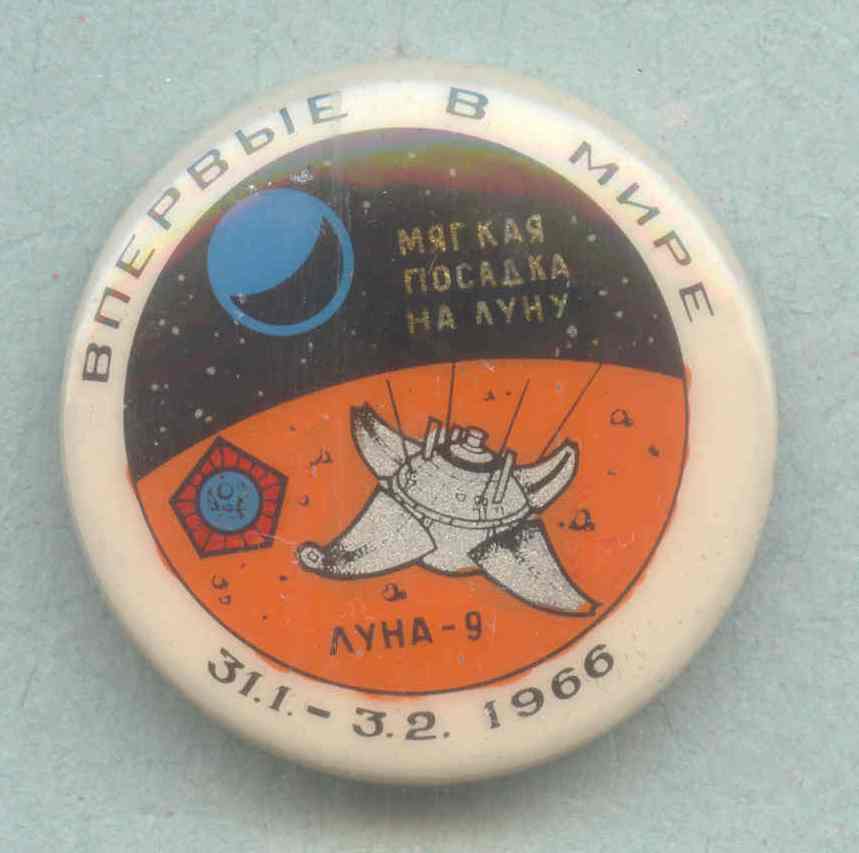 ВПЕРВЫЕ В МИРЕ
МЯГКАЯ
ПОСАДКА
НА ЛУНУ
ЛУНА-9
31.1. - 3.2. 1966